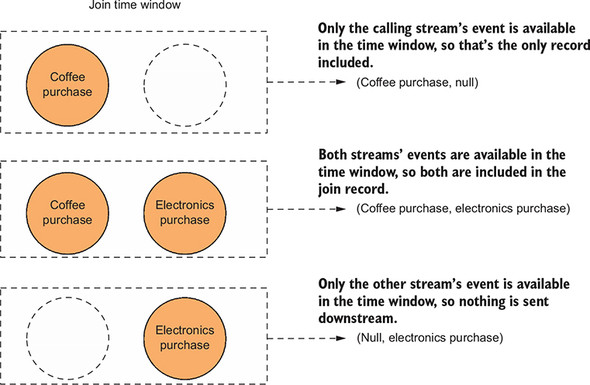 Join time window
Only the calling stream's event is available
in the time window, so that's the only record
included.
Coffee
purchase
(Coffee purchase, null)
Both streams' events are available in the
time window, so both are included in the
join record.
Coffee
purchase
Electronics
purchase
(Coffee purchase, electronics purchase)
Only the other stream's event is available
in the time window, so nothing is sent
downstream.
Electronics
purchase
(Null, electronics purchase)